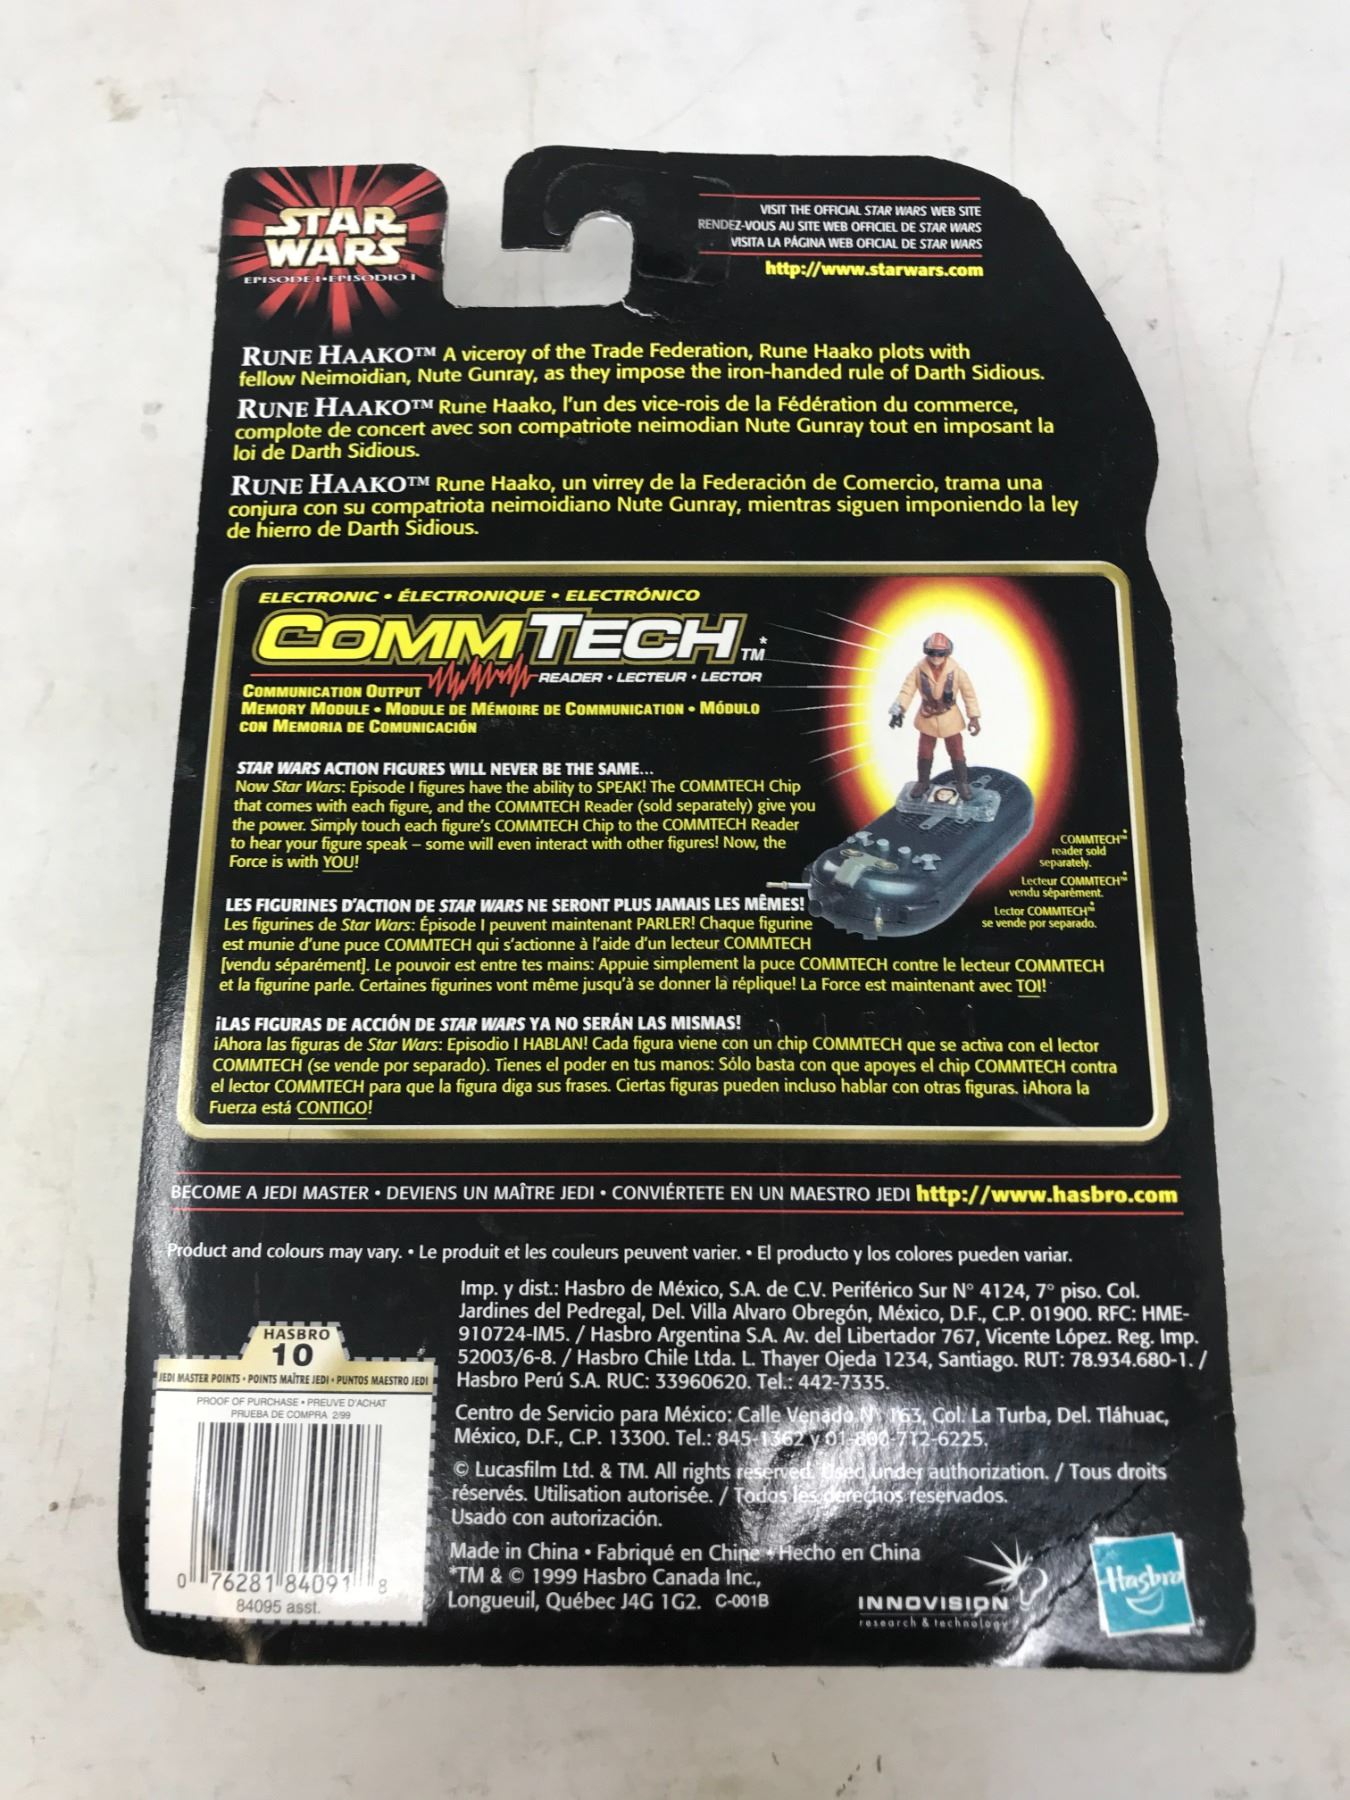 STAR
WARS
EPISODE I•EPISODIO I
VISIT THE OFFICIAL STAR WARS WEB SITE
RENDEZ-VOUS AU SITE WEB OFFICIEL DE STAR WARS
VISITA LA PÁGINA WEB OFICIAL DE STAR WARS
http://www.starwars.com
RUNE HAAKO™ A viceroy of the Trade Federation, Rune Haako plots with
fellow Neimoidian, Nute Gunray, as they impose the iron-handed rule of Darth Sidious.
RUNE HAAKO™ Rune Haako, l'un des vice-rois de la Fédération du commerce,
complote de concert avec son compatriote neimodian Nute Gunray tout en imposant la
loi de Darth Sidious.
RUNE HAAKO™ Rune Haako, un virrey de la Federación de Comercio, trama una
conjura con su compatriota neimoidiano Nute Gunray, mientras siguen imponiendo la ley
de hierro de Darth Sidious.
ELECTRONIC • ÉLECTRONIQUE • ELECTRÓNICO
COMMTECH™*
READER • LECTEUR • LECTOR
COMMUNICATION OUTPUT
MEMORY MODULE • MODULE DE MÉMOIRE DE COMMUNICATION • MÓDULO
CON MEMORIA DE COMUNICACIÓN
STAR WARS ACTION FIGURES WILL NEVER BE THE SAME...
Now Star Wars: Episode I figures have the ability to SPEAK! The COMMTECH Chip
that comes with each figure, and the COMMTECH Reader (sold separately) give you
the power. Simply touch each figure's COMMTECH Chip to the COMMTECH Reader
to hear your figure speak – some will even interact with other figures! Now, the
Force is with YOU!
COMMTECH™*
reader sold
separately.
Lecteur COMMTECH™*
vendu séparément.
Lector COMMTECH™*
se vende por separado.
LES FIGURINES D'ACTION DE STAR WARS NE SERONT PLUS JAMAIS LES MÊMES!
Les figurines de Star Wars: Épisode I peuvent maintenant PARLER! Chaque figurine
est munie d'une puce COMMTECH qui s'actionne à l'aide d'un lecteur COMMTECH
[vendu séparément]. Le pouvoir est entre tes mains: Appuie simplement la puce COMMTECH contre le lecteur COMMTECH
et la figurine parle. Certaines figurines vont même jusqu'à se donner la réplique! La Force est maintenant avec TOI!
¡LAS FIGURAS DE ACCIÓN DE STAR WARS YA NO SERÁN LAS MISMAS!
¡Ahora las figuras de Star Wars: Episodio I HABLAN! Cada figura viene con un chip COMMTECH que se activa con el lector
COMMTECH (se vende por separado). Tienes el poder en tus manos: Sólo basta con que apoyes el chip COMMTECH contra
el lector COMMTECH para que la figura diga sus frases. Ciertas figuras pueden incluso hablar con otras figuras. ¡Ahora la
Fuerza está CONTIGO!
BECOME A JEDI MASTER • DEVIENS UN MAÎTRE JEDI • CONVIÉRTETE EN UN MAESTRO JEDI http://www.hasbro.com
Product and colours may vary. • Le produit et les couleurs peuvent varier. • El producto y los colores pueden variar.
Imp. y dist.: Hasbro de México, S.A. de C.V. Periférico Sur N° 4124, 7° piso. Col.
Jardines del Pedregal, Del. Villa Alvaro Obregón, México, D.F., C.P. 01900. RFC: HME-
910724-IM5. / Hasbro Argentina S.A. Av. del Libertador 767, Vicente López. Reg. Imp.
52003/6-8. / Hasbro Chile Ltda. L. Thayer Ojeda 1234, Santiago. RUT: 78.934.680-1. /
Hasbro Perú S.A. RUC: 33960620. Tel.: 442-7335.
Centro de Servicio para México: Calle Venado N° 163, Col. La Turba, Del. Tláhuac,
México, D.F., C.P. 13300. Tel.: 845-1362 y 01-800-712-6225.
© Lucasfilm Ltd. & TM. All rights reserved. Used under authorization. / Tous droits
réservés. Utilisation autorisée. / Todos les derechos reservados.
Usado con autorización.
Made in China • Fabriqué en Chine • Hecho en China
*TM & © 1999 Hasbro Canada Inc.,
Longueuil, Québec J4G 1G2. C-001B
HASBRO
10
JEDI MASTER POINTS • POINTS MAÎTRE JEDI • PUNTOS MAESTRO JEDI
PROOF OF PURCHASE • PREUVE D'ACHAT
PRUEBA DE COMPRA 2/99
0 76281 84091 8
84095 asst.
INNOVISION
research & technology
Hasbro*